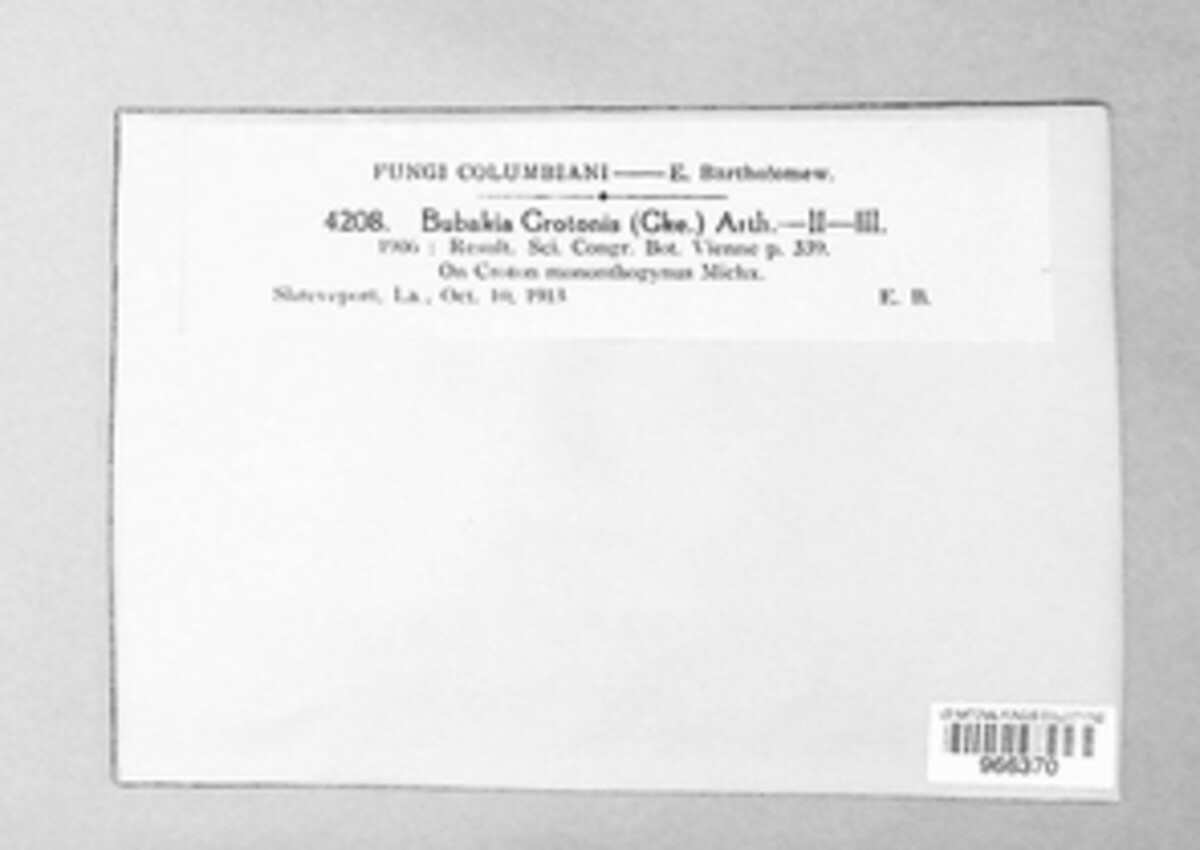 FUNGI COLUMBIANI — E. Bartholomew.
4208. Bubakia Crotonis (Cke.) Arth.—II—III.
1906 : Result. Sci. Congr. Bot. Vienne p. 339.
On Croton mononthogynus Michx.
Shreveport, La., Oct. 10, 1913 E. B.
966370